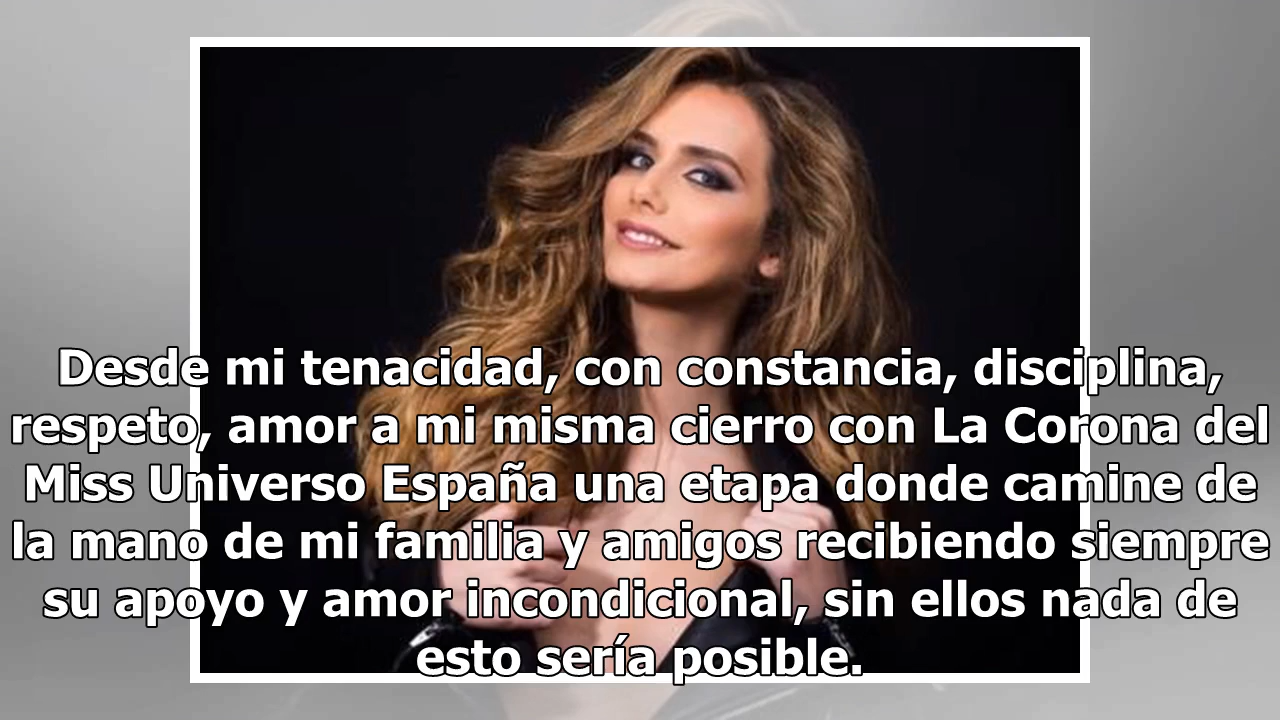 Desde mi tenacidad, con constancia, disciplina,
respeto, amor a mi misma cierro con La Corona del
Miss Universo España una etapa donde camine de
la mano de mi familia y amigos recibiendo siempre
su apoyo y amor incondicional, sin ellos nada de
esto sería posible.